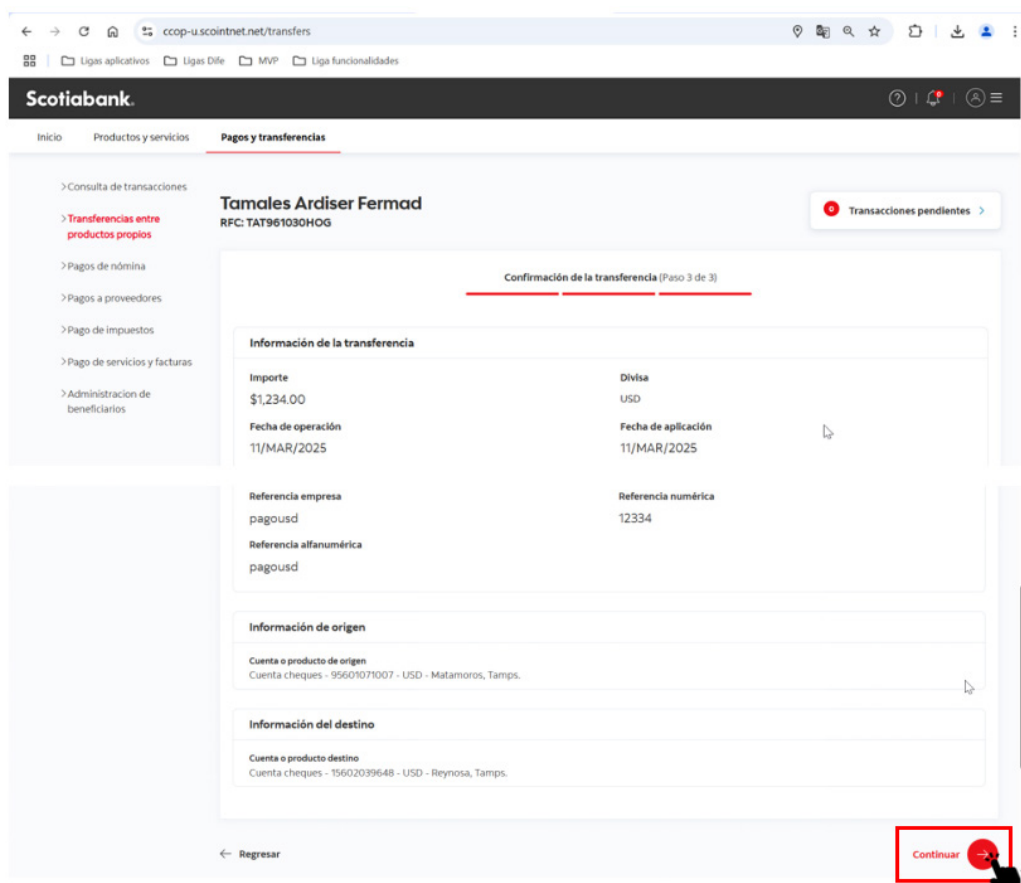 ccop-u.scointnet.net/transfers
Ligas aplicativos Ligas Dife MVP Liga funcionalidades
Scotiabank.
Inicio Productos y servicios Pagos y transferencias
>Consulta de transacciones
>Transferencias entre
productos propios
>Pagos de nómina
>Pagos a proveedores
>Pago de impuestos
>Pago de servicios y facturas
>Administracion de
beneficiarios
Tamales Ardiser Fermad
RFC: TAT961030HOG
0 Transacciones pendientes >
Confirmación de la transferencia (Paso 3 de 3)
Información de la transferencia
Importe Divisa
$1,234.00 USD
Fecha de operación Fecha de aplicación
11/MAR/2025 11/MAR/2025
Referencia empresa Referencia numérica
pagousd 12334
Referencia alfanumérica
pagousd
Información de origen
Cuenta o producto de origen
Cuenta cheques - 95601071007 - USD - Matamoros, Tamps.
Información del destino
Cuenta o producto destino
Cuenta cheques - 15602039648 - USD - Reynosa, Tamps.
← Regresar Continuar →